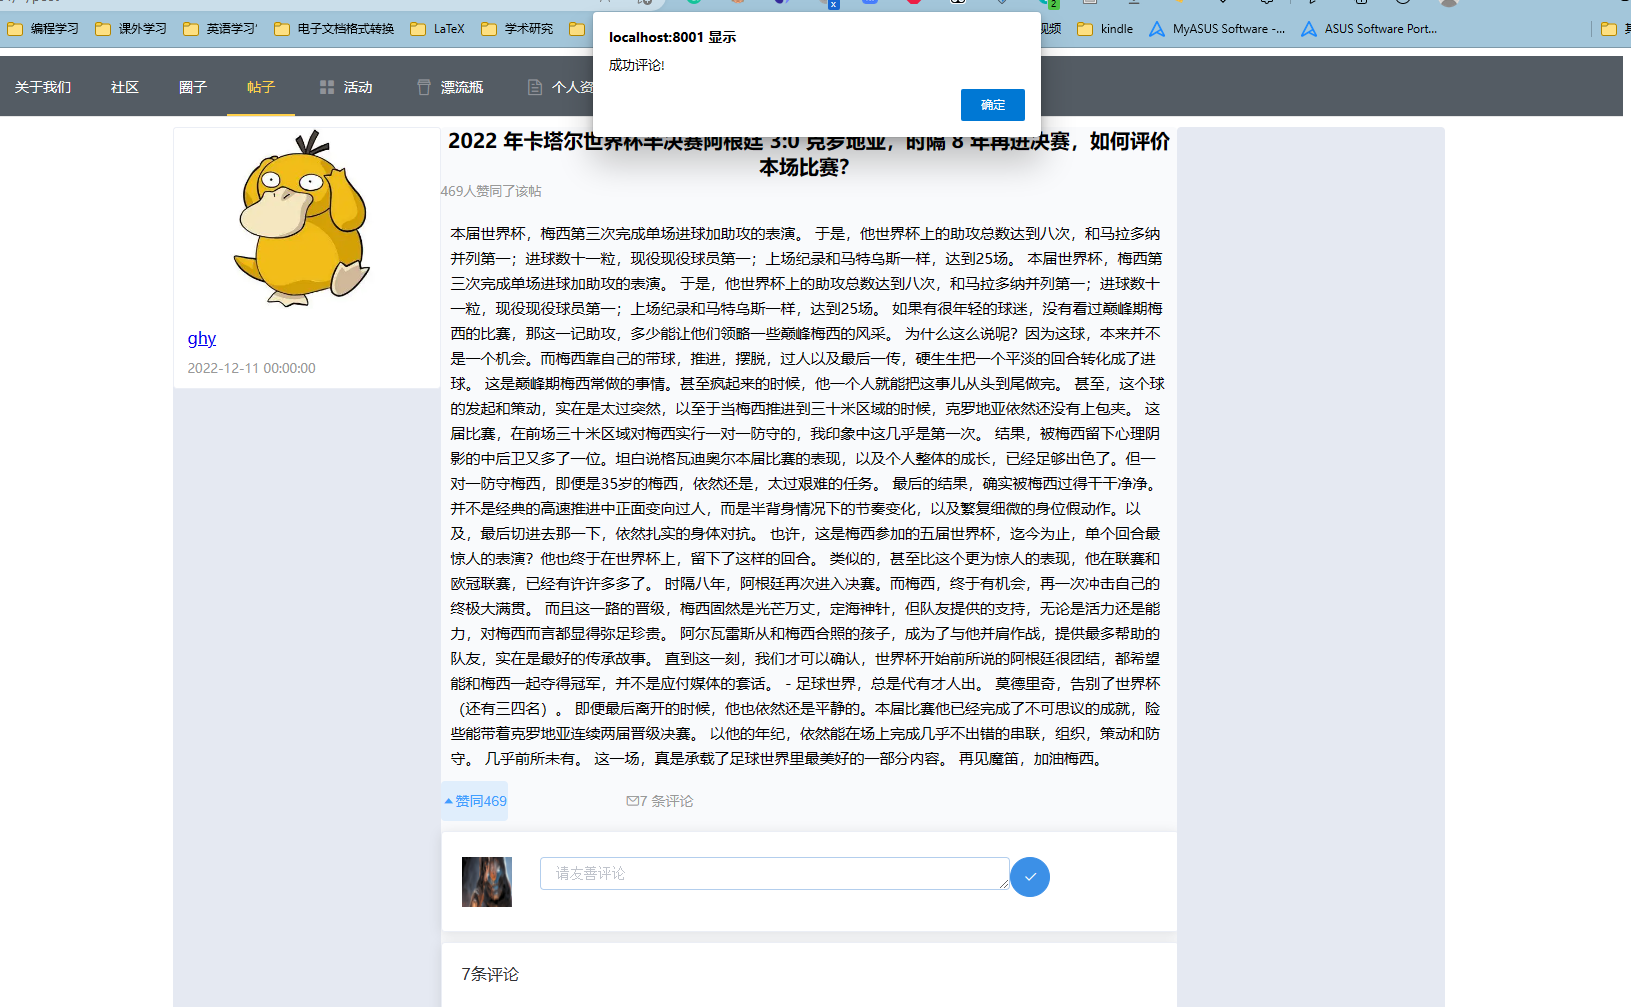 编程学习 课外学习 英语学习' 电子文档格式转换 LaTeX 学术研究 视频 kindle MyASUS Software -... ASUS Software Port...
localhost:8001 显示
成功评论!
确定
关于我们 社区 圈子 帖子 活动 漂流瓶 个人资
2022 年卡塔尔世界杯半决赛阿根廷 3:0 克罗地亚，时隔 8 年再进决赛，如何评价
本场比赛？
469人赞同了该帖
ghy
2022-12-11 00:00:00
本届世界杯，梅西第三次完成单场进球加助攻的表演。 于是，他世界杯上的助攻总数达到八次，和马拉多纳
并列第一；进球数十一粒，现役现役球员第一；上场纪录和马特乌斯一样，达到25场。 本届世界杯，梅西第
三次完成单场进球加助攻的表演。 于是，他世界杯上的助攻总数达到八次，和马拉多纳并列第一；进球数十
一粒，现役现役球员第一；上场纪录和马特乌斯一样，达到25场。 如果有很年轻的球迷，没有看过巅峰期梅
西的比赛，那这一记助攻，多少能让他们领略一些巅峰梅西的风采。 为什么这么说呢？因为这球，本来并不
是一个机会。而梅西靠自己的带球，推进，摆脱，过人以及最后一传，硬生生把一个平淡的回合转化成了进
球。 这是巅峰期梅西常做的事情。甚至疯起来的时候，他一个人就能把这事儿从头到尾做完。 甚至，这个球
的发起和策动，实在是太过突然，以至于当梅西推进到三十米区域的时候，克罗地亚依然还没有上包夹。 这
届比赛，在前场三十米区域对梅西实行一对一防守的，我印象中这几乎是第一次。 结果，被梅西留下心理阴
影的中后卫又多了一位。坦白说格瓦迪奥尔本届比赛的表现，以及个人整体的成长，已经足够出色了。但一
对一防守梅西，即便是35岁的梅西，依然还是，太过艰难的任务。 最后的结果，确实被梅西过得干干净净。
并不是经典的高速推进中正面变向过人，而是半背身情况下的节奏变化，以及繁复细微的身位假动作。以
及，最后切进去那一下，依然扎实的身体对抗。 也许，这是梅西参加的五届世界杯，迄今为止，单个回合最
惊人的表演？他也终于在世界杯上，留下了这样的回合。 类似的，甚至比这个更为惊人的表现，他在联赛和
欧冠联赛，已经有许许多多了。 时隔八年，阿根廷再次进入决赛。而梅西，终于有机会，再一次冲击自己的
终极大满贯。 而且这一路的晋级，梅西固然是光芒万丈，定海神针，但队友提供的支持，无论是活力还是能
力，对梅西而言都显得弥足珍贵。 阿尔瓦雷斯从和梅西合照的孩子，成为了与他并肩作战，提供最多帮助的
队友，实在是最好的传承故事。 直到这一刻，我们才可以确认，世界杯开始前所说的阿根廷很团结，都希望
能和梅西一起夺得冠军，并不是应付媒体的套话。 - 足球世界，总是代有才人出。 莫德里奇，告别了世界杯
（还有三四名）。 即便最后离开的时候，他也依然还是平静的。本届比赛他已经完成了不可思议的成就，险
些能带着克罗地亚连续两届晋级决赛。 以他的年纪，依然能在场上完成几乎不出错的串联，组织，策动和防
守。 几乎前所未有。 这一场，真是承载了足球世界里最美好的一部分内容。 再见魔笛，加油梅西。
赞同469 7 条评论
请友善评论
7条评论